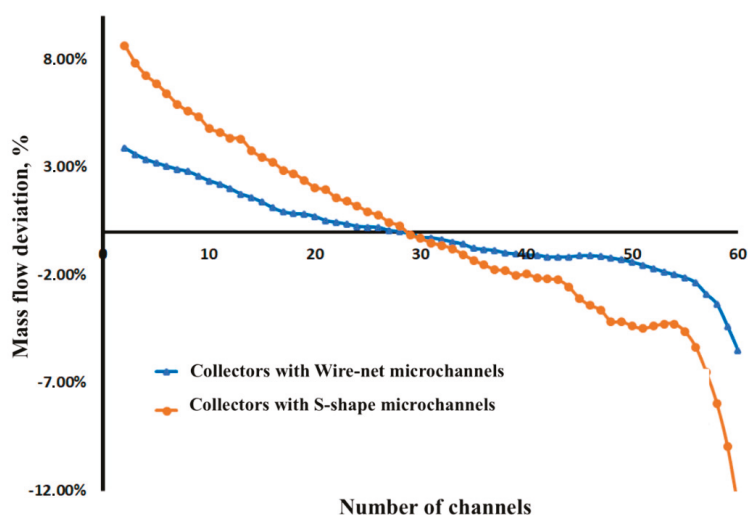 8.00%
3.00%
0 10 20 30 40 50 60
-2.00%
-7.00%
-12.00%
Mass flow deviation, %
Collectors with Wire-net microchannels
Collectors with S-shape microchannels
Number of channels